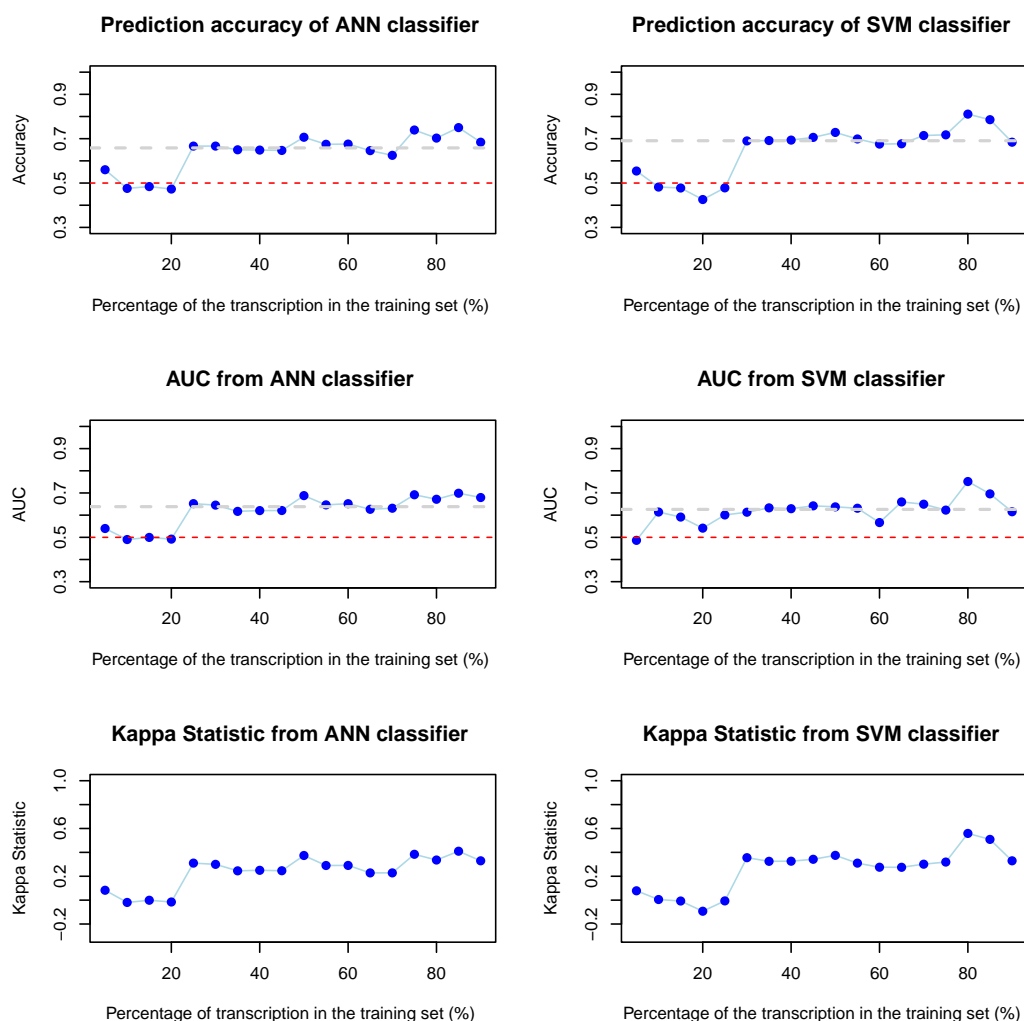 Prediction accuracy of ANN classifier
Accuracy
0.3 0.5 0.7 0.9
20 40 60 80
Percentage of the transcription in the training set (%)
Prediction accuracy of SVM classifier
Accuracy
0.3 0.5 0.7 0.9
20 40 60 80
Percentage of the transcription in the training set (%)
AUC from ANN classifier
AUC
0.3 0.5 0.7 0.9
20 40 60 80
Percentage of the transcription in the training set (%)
AUC from SVM classifier
AUC
0.3 0.5 0.7 0.9
20 40 60 80
Percentage of the transcription in the training set (%)
Kappa Statistic from ANN classifier
Kappa Statistic
−0.2 0.2 0.6 1.0
20 40 60 80
Percentage of the transcription in the training set (%)
Kappa Statistic from SVM classifier
Kappa Statistic
−0.2 0.2 0.6 1.0
20 40 60 80
Percentage of the transcription in the training set (%)